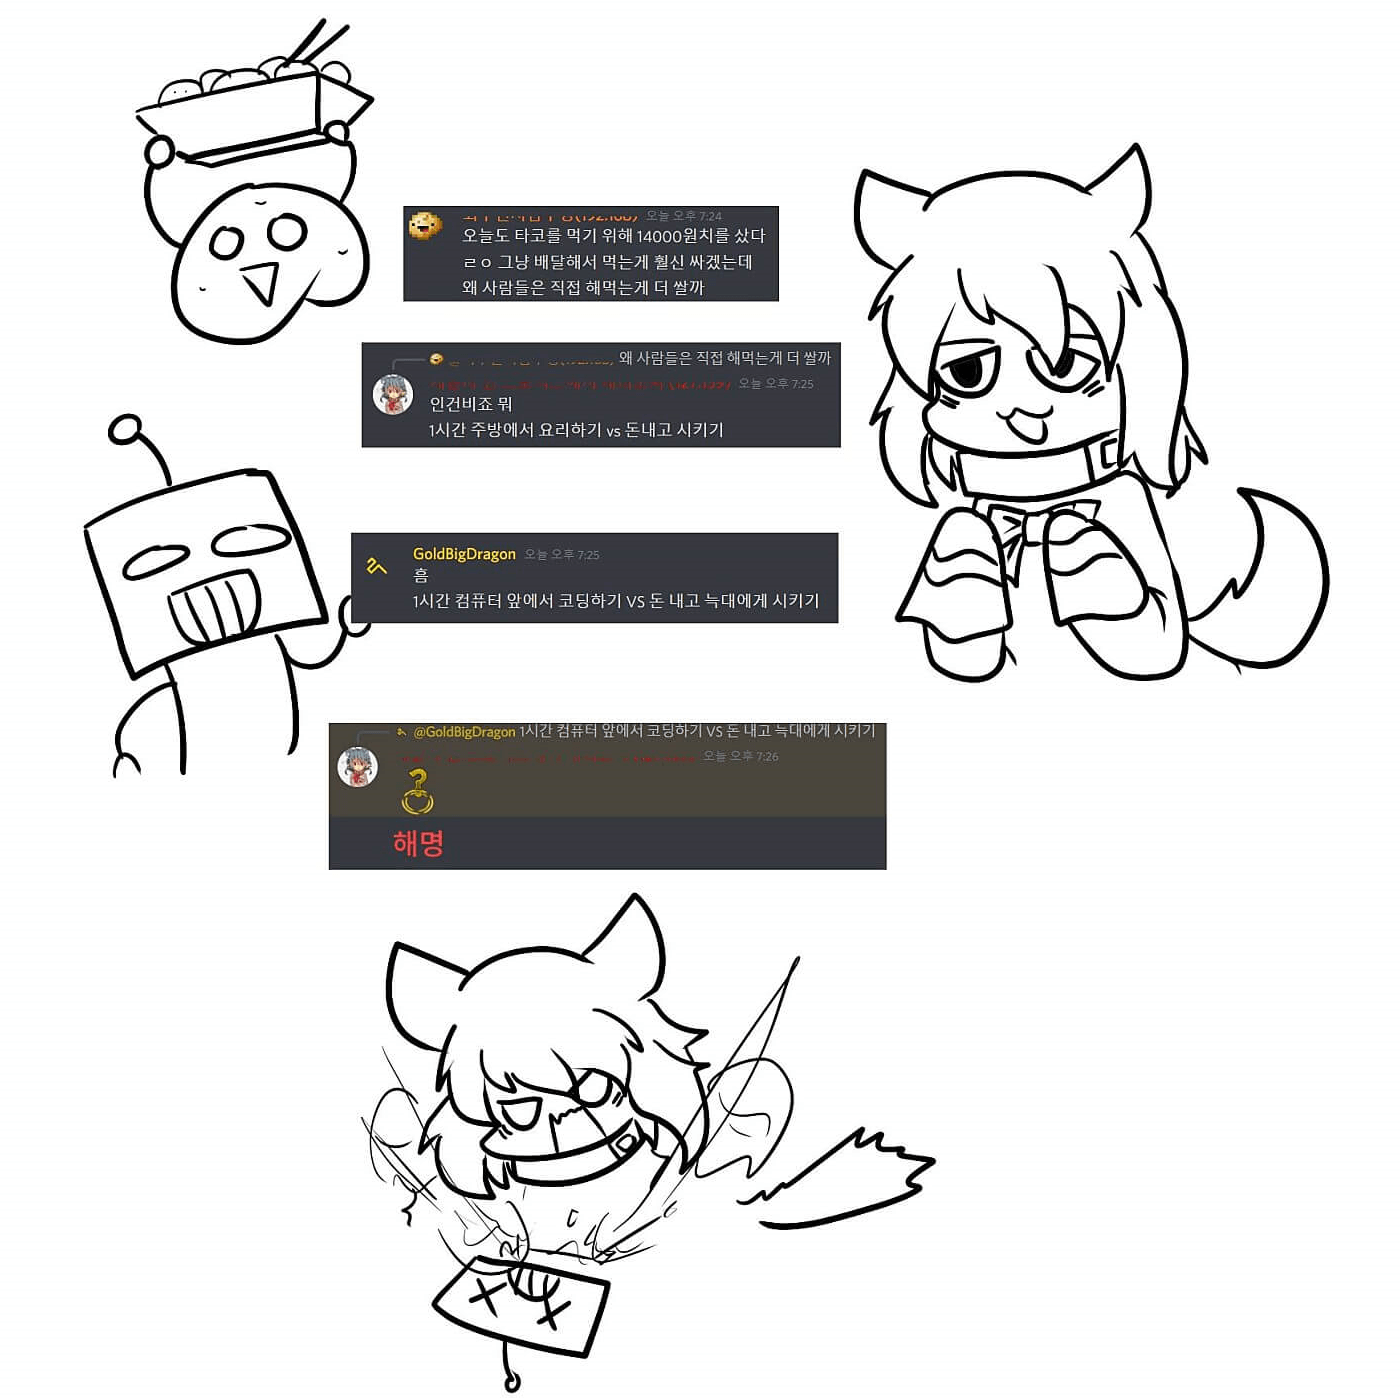 오늘 오후 7:24
오늘도 타코를 먹기 위해 14000원치를 샀다
ㄹㅇ 그냥 배달해서 먹는게 훨신 싸겠는데
왜 사람들은 직접 해먹는게 더 쌀까
왜 사람들은 직접 해먹는게 더 쌀까
오늘 오후 7:25
인건비죠 뭐
1시간 주방에서 요리하기 vs 돈내고 시키기
GoldBigDragon 오늘 오후 7:25
흠
1시간 컴퓨터 앞에서 코딩하기 VS 돈 내고 늑대에게 시키기
@GoldBigDragon 1시간 컴퓨터 앞에서 코딩하기 VS 돈 내고 늑대에게 시키기
오늘 오후 7:26
?
해명